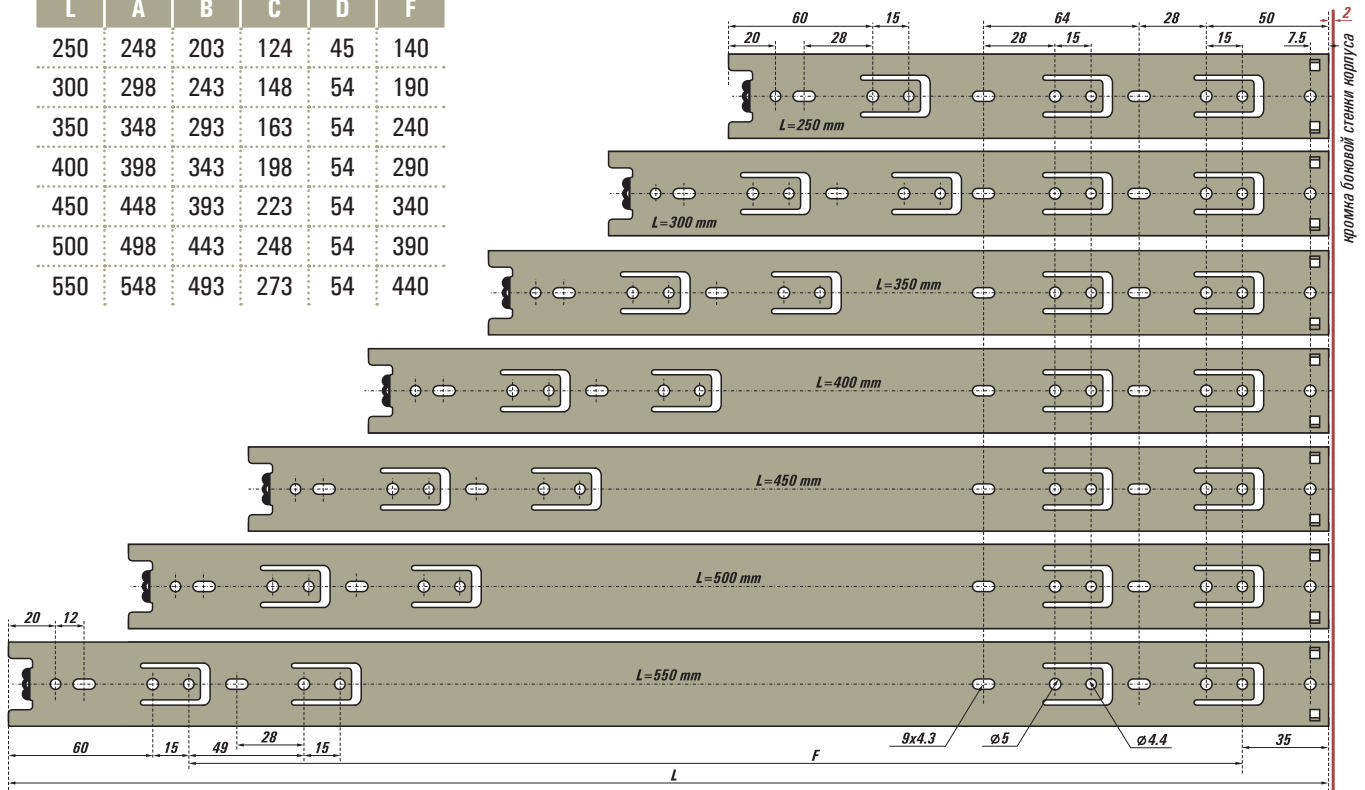 L A B C D F
250 248 203 124 45 140
300 298 243 148 54 190
350 348 293 163 54 240
400 398 343 198 54 290
450 448 393 223 54 340
500 498 443 248 54 390
550 548 493 273 54 440
60 15 64 28 50 2
20 28 28 15 15 7.5
кромка боковой стенки корпуса
L=250 mm
L=300 mm
L=350 mm
L=400 mm
L=450 mm
L=500 mm
20 12
L=550 mm
60 15 49 28 15 9x4.3 Ø5 Ø4.4 35
F
L